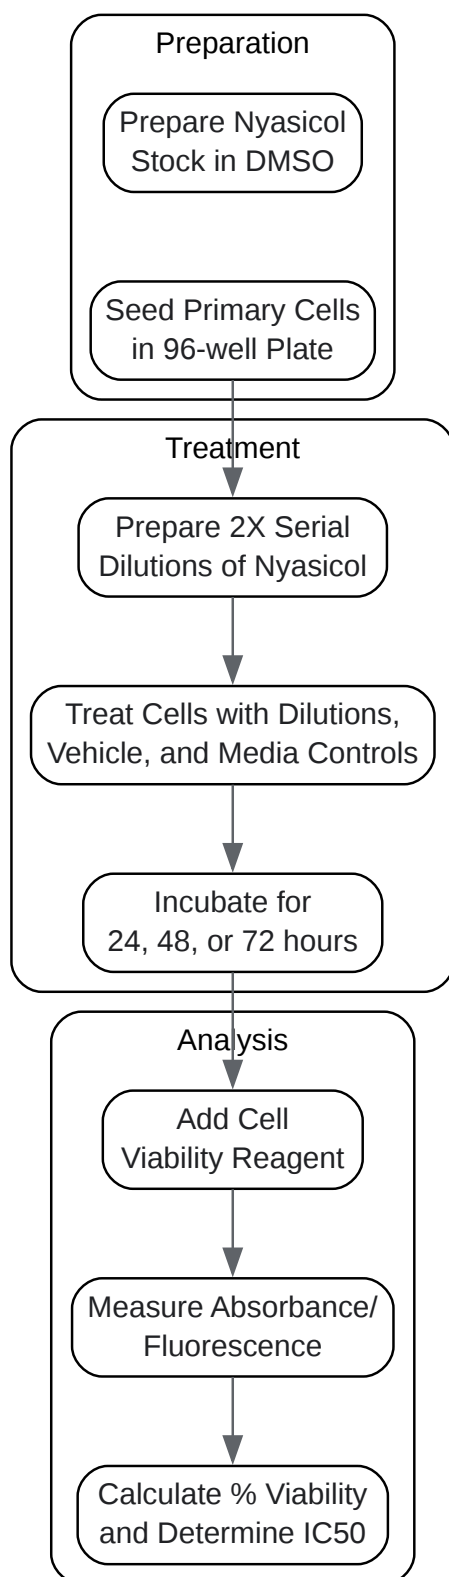 Preparation
Prepare Nyasicol
Stock in DMSO
Seed Primary Cells
in 96-well Plate
Treatment
Prepare 2X Serial
Dilutions of Nyasicol
Treat Cells with Dilutions,
Vehicle, and Media Controls
Incubate for
24, 48, or 72 hours
Analysis
Add Cell
Viability Reagent
Measure Absorbance/
Fluorescence
Calculate % Viability
and Determine IC50